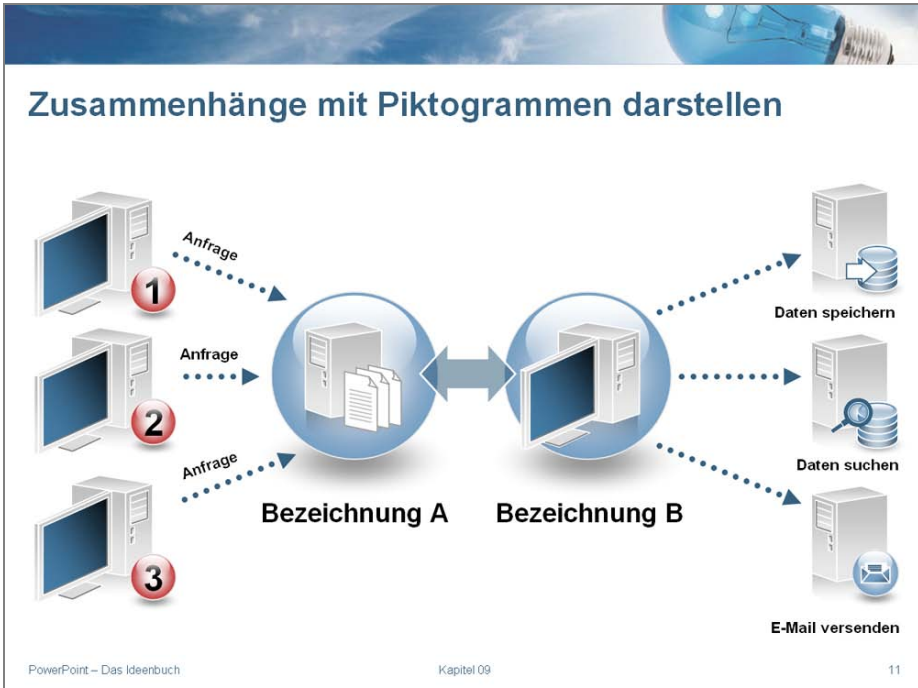 Zusammenhänge mit Piktogrammen darstellen
Anfrage
1
Anfrage
2
Anfrage
3
Bezeichnung A
Bezeichnung B
Daten speichern
Daten suchen
E-Mail versenden
PowerPoint – Das Ideenbuch
Kapitel 09
11